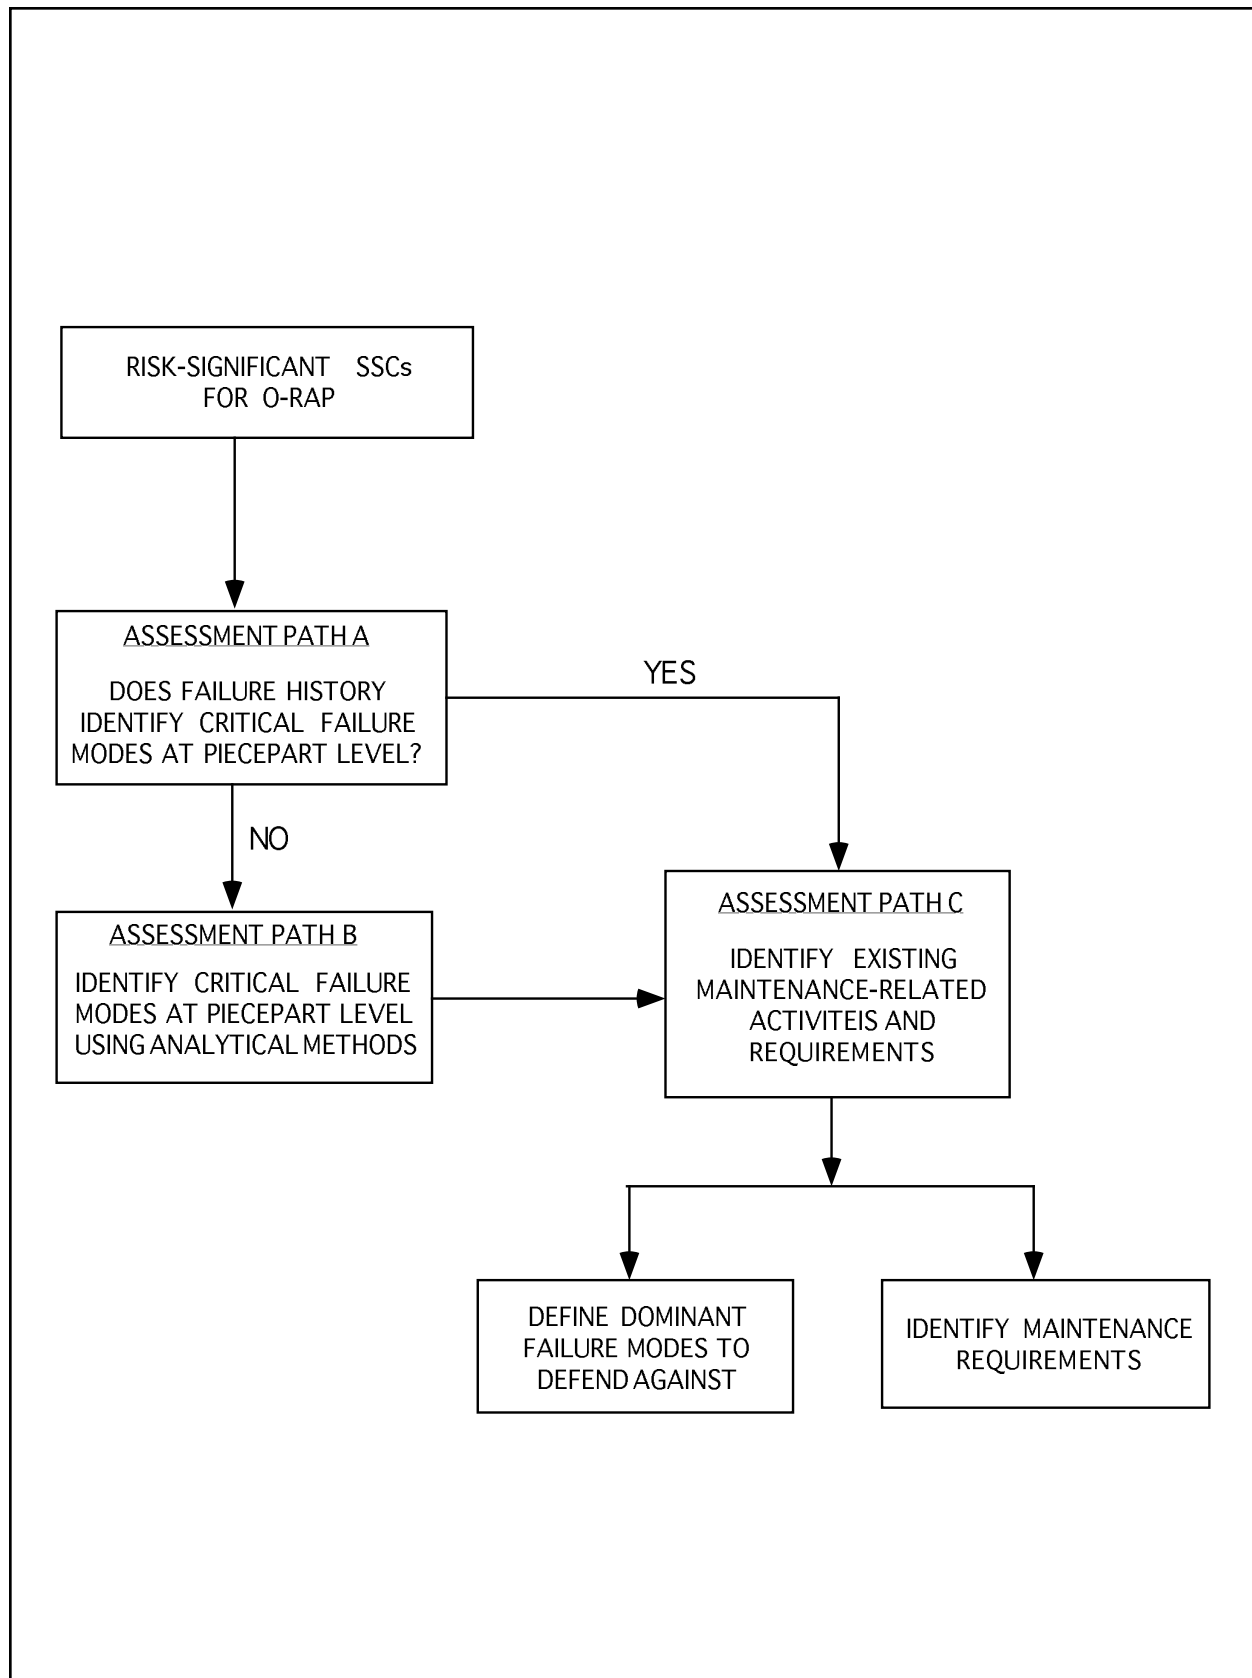 RISK-SIGNIFICANT SSCs
FOR O-RAP
ASSESSMENT PATH A
DOES FAILURE HISTORY
IDENTIFY CRITICAL FAILURE
MODES AT PIECEPART LEVEL?
YES
NO
ASSESSMENT PATH B
IDENTIFY CRITICAL FAILURE
MODES AT PIECEPART LEVEL
USING ANALYTICAL METHODS
ASSESSMENT PATH C
IDENTIFY EXISTING
MAINTENANCE-RELATED
ACTIVITEIS AND
REQUIREMENTS
DEFINE DOMINANT
FAILURE MODES TO
DEFEND AGAINST
IDENTIFY MAINTENANCE
REQUIREMENTS